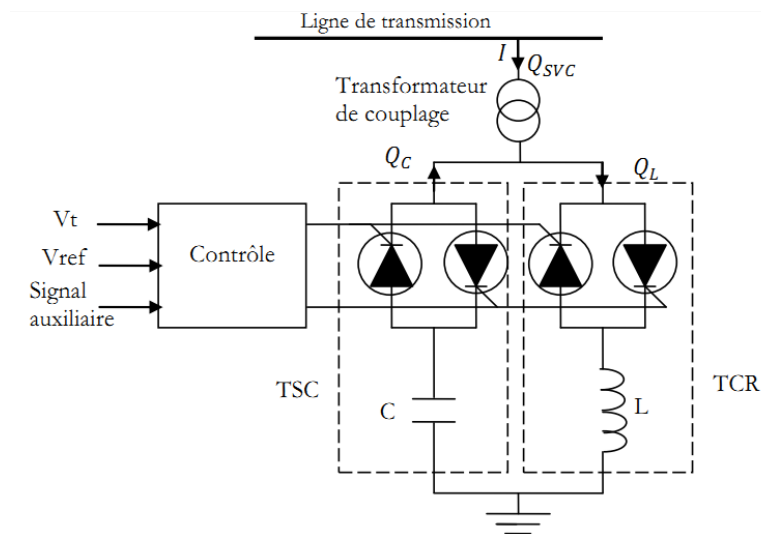 Ligne de transmission
I
Q_SVC
Transformateur
de couplage
Q_C
Q_L
Vt
Vref
Signal
auxiliaire
Contrôle
TSC
C
L
TCR